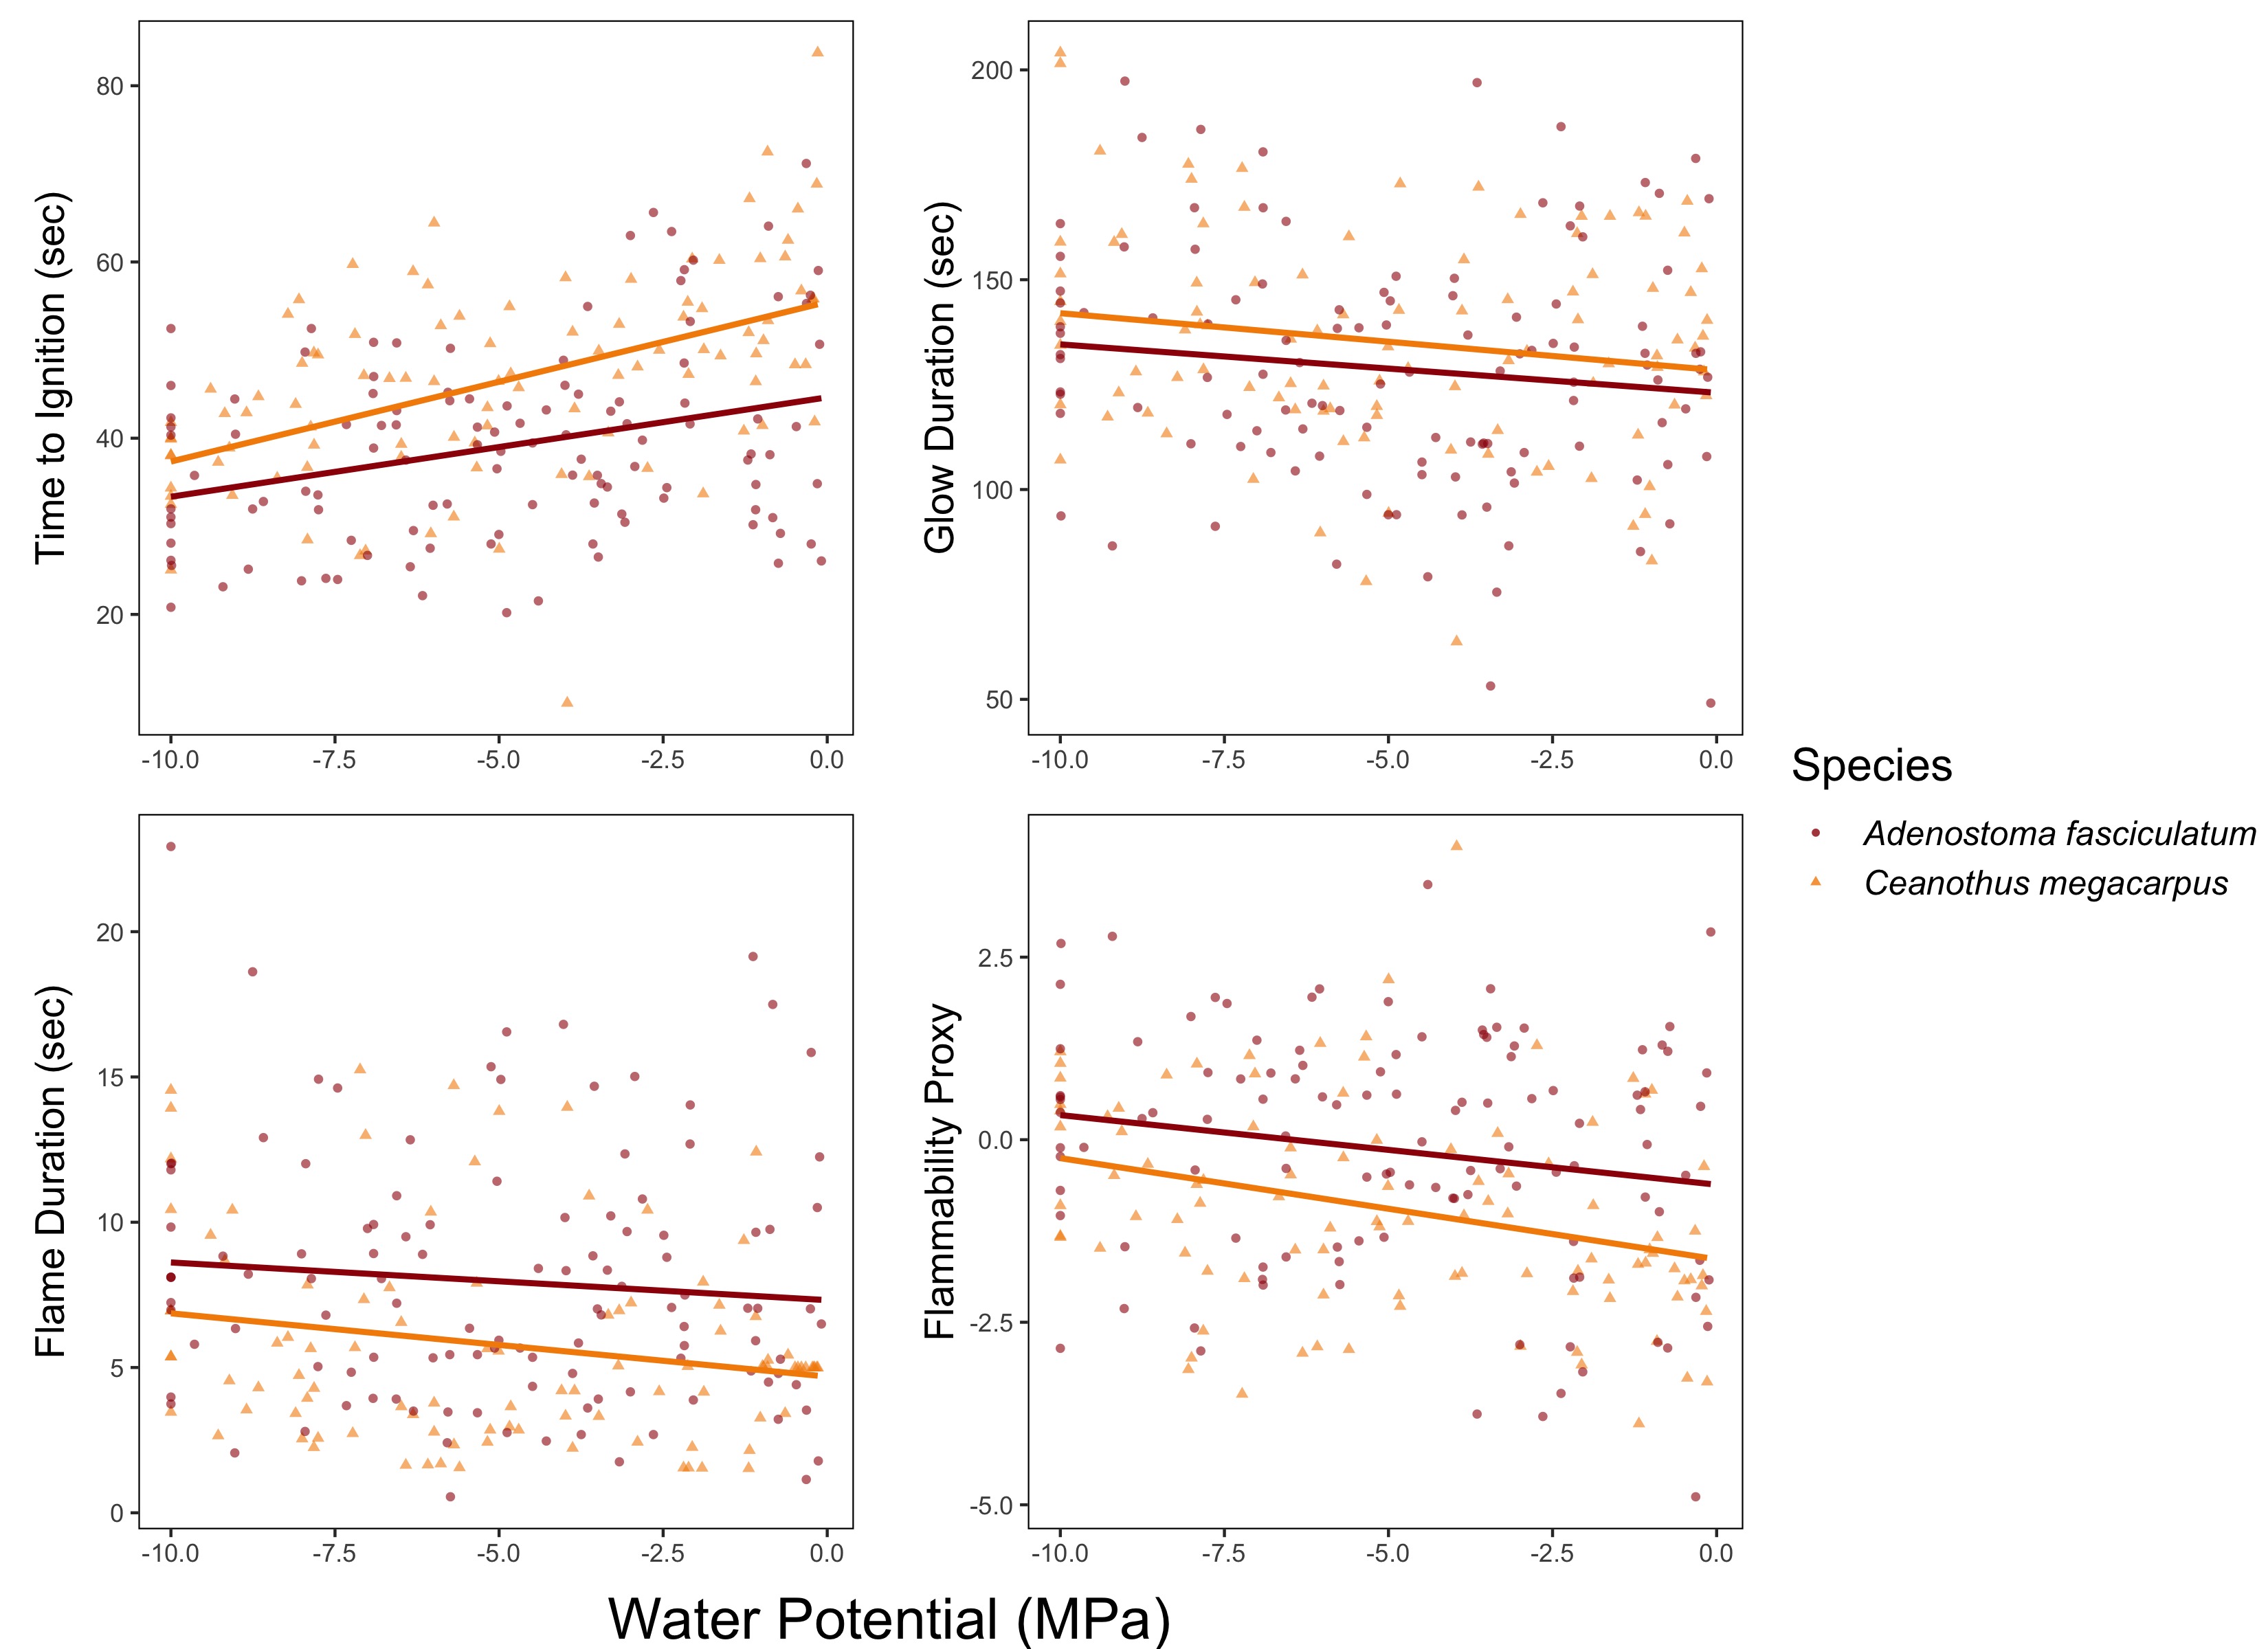 Time to Ignition (sec)
80
60
40
20
-10.0 -7.5 -5.0 -2.5 0.0
Glow Duration (sec)
200
150
100
50
-10.0 -7.5 -5.0 -2.5 0.0
Flame Duration (sec)
20
15
10
5
0
-10.0 -7.5 -5.0 -2.5 0.0
Flammability Proxy
2.5
0.0
-2.5
-5.0
-10.0 -7.5 -5.0 -2.5 0.0
Water Potential (MPa)
Species
Adenostoma fasciculatum
Ceanothus megacarpus